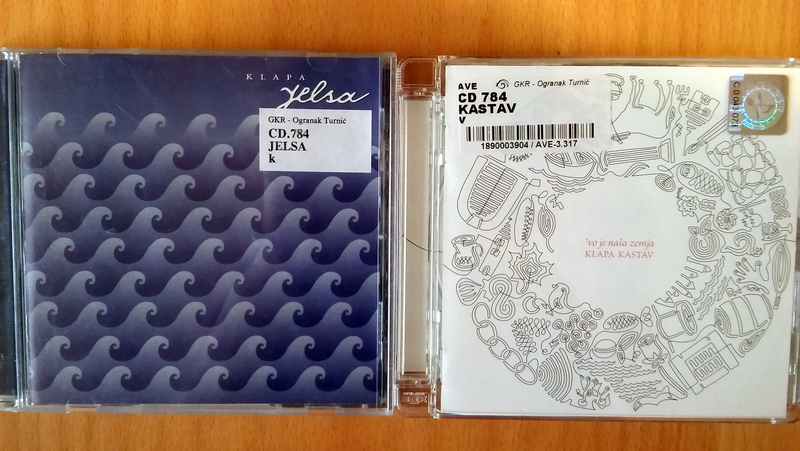 KLAPA
Jelsa
GKR - Ogranak Turnić
CD.784
JELSA
k
AVE
GKR - Ogranak Turnić
CD 784
KASTAV
v
1890003904 / AVE-3.317
'vo je naša zemja
KLAPA KASTAV